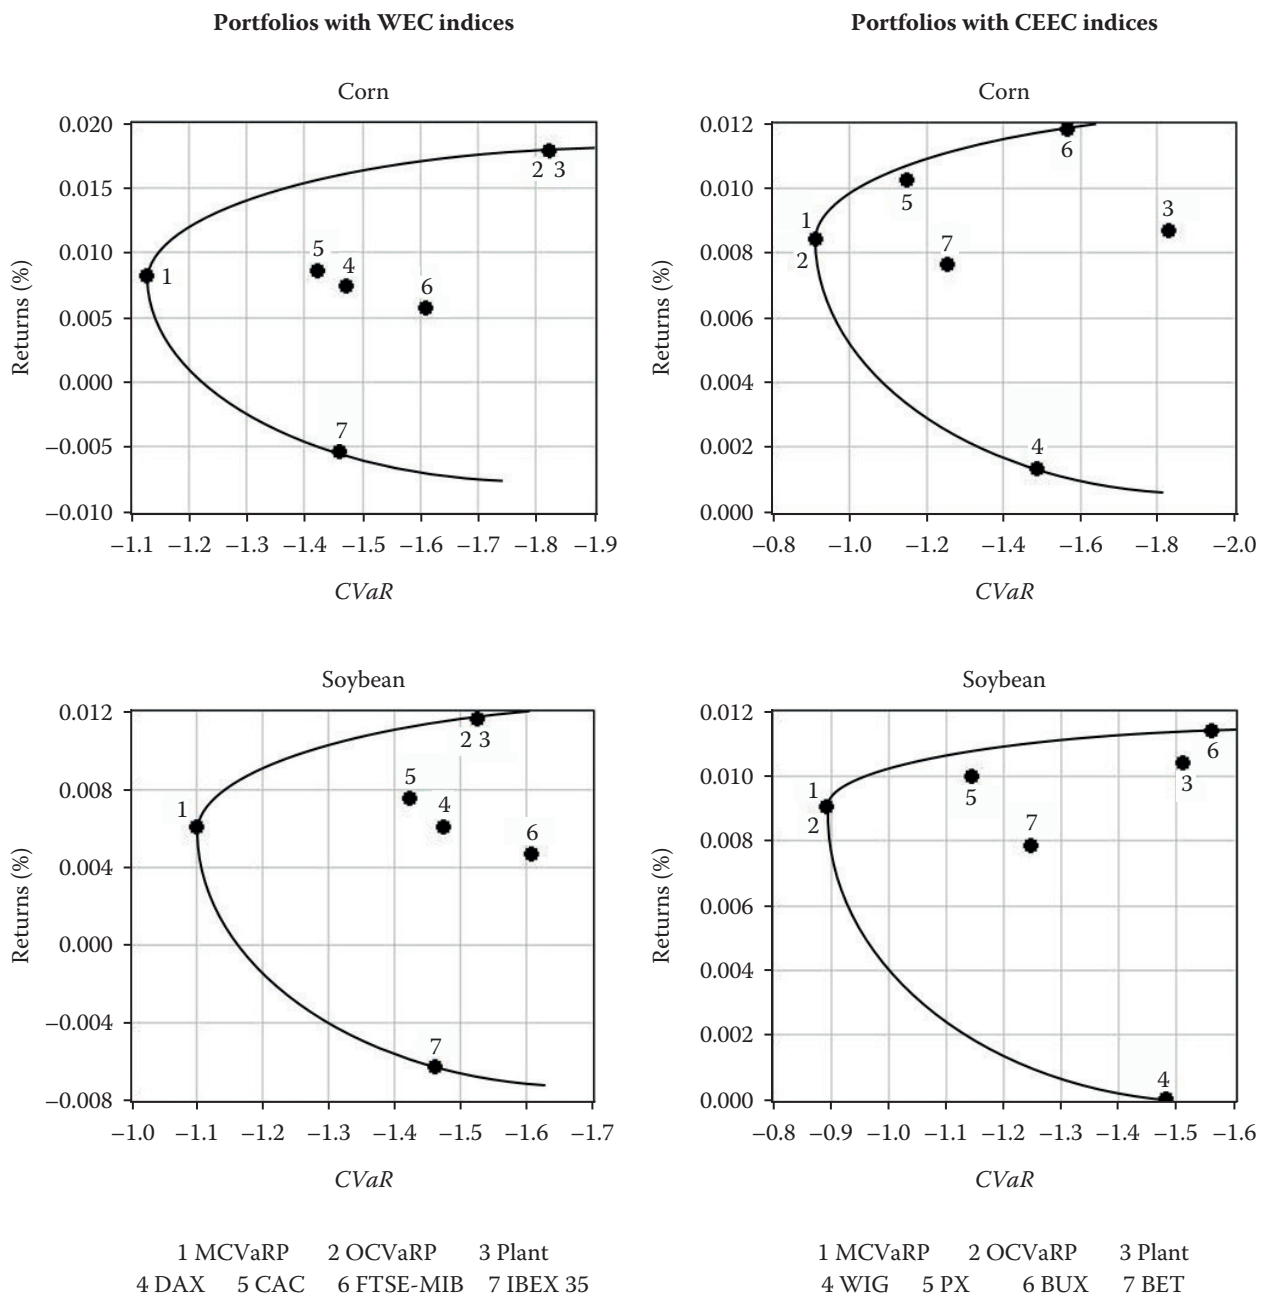 Portfolios with WEC indices
Portfolios with CEEC indices
Corn
0.020
0.015
0.010
0.005
0.000
−0.005
−0.010
Returns (%)
2 3
5
4
6
1
7
−1.1 −1.2 −1.3 −1.4 −1.5 −1.6 −1.7 −1.8 −1.9
CVaR
Corn
0.012
0.010
0.008
0.006
0.004
0.002
0.000
Returns (%)
6
5
3
1
2
7
4
−0.8 −1.0 −1.2 −1.4 −1.6 −1.8 −2.0
CVaR
Soybean
0.012
0.008
0.004
0.000
−0.004
−0.008
Returns (%)
2 3
5
4
1
6
7
−1.0 −1.1 −1.2 −1.3 −1.4 −1.5 −1.6 −1.7
CVaR
Soybean
0.012
0.010
0.008
0.006
0.004
0.002
0.000
Returns (%)
6
3
5
1
2
7
4
−0.8 −0.9 −1.0 −1.1 −1.2 −1.3 −1.4 −1.5 −1.6
CVaR
1 MCVaRP 2 OCVaRP 3 Plant
4 DAX 5 CAC 6 FTSE-MIB 7 IBEX 35
1 MCVaRP 2 OCVaRP 3 Plant
4 WIG 5 PX 6 BUX 7 BET